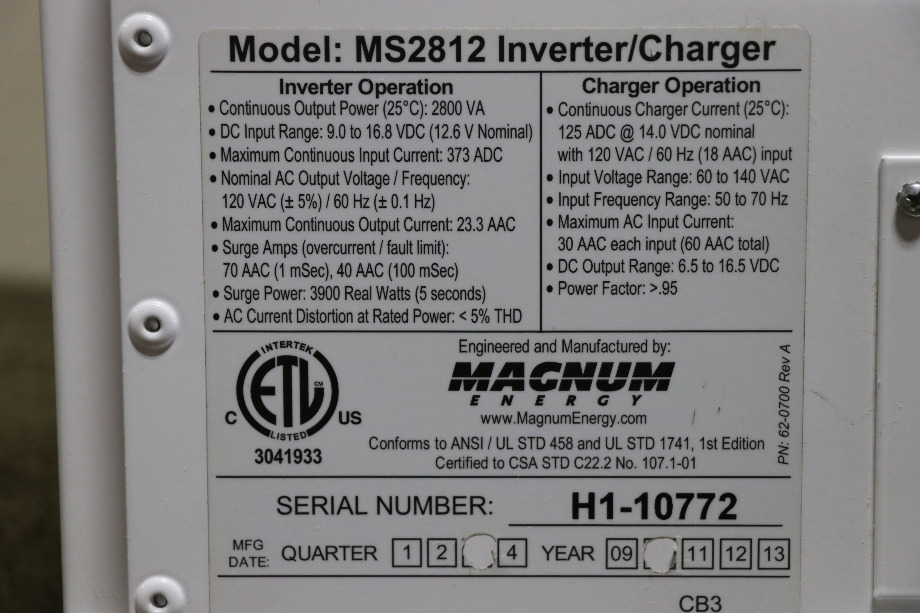 Model: MS2812 Inverter/Charger
Inverter Operation
• Continuous Output Power (25°C): 2800 VA
• DC Input Range: 9.0 to 16.8 VDC (12.6 V Nominal)
• Maximum Continuous Input Current: 373 ADC
• Nominal AC Output Voltage / Frequency:
120 VAC (± 5%) / 60 Hz (± 0.1 Hz)
• Maximum Continuous Output Current: 23.3 AAC
• Surge Amps (overcurrent / fault limit):
70 AAC (1 mSec), 40 AAC (100 mSec)
• Surge Power: 3900 Real Watts (5 seconds)
• AC Current Distortion at Rated Power: < 5% THD
Charger Operation
• Continuous Charger Current (25°C):
125 ADC @ 14.0 VDC nominal
with 120 VAC / 60 Hz (18 AAC) input
• Input Voltage Range: 60 to 140 VAC
• Input Frequency Range: 50 to 70 Hz
• Maximum AC Input Current:
30 AAC each input (60 AAC total)
• DC Output Range: 6.5 to 16.5 VDC
• Power Factor: >.95
INTERTEK
ETL CM
C US
LISTED
3041933
Engineered and Manufactured by:
MAGNUM
ENERGY
www.MagnumEnergy.com
Conforms to ANSI / UL STD 458 and UL STD 1741, 1st Edition
Certified to CSA STD C22.2 No. 107.1-01
PN: 62-0700 Rev A
SERIAL NUMBER: H1-10772
MFG DATE: QUARTER 1 2 4 YEAR 09 11 12 13
CB3